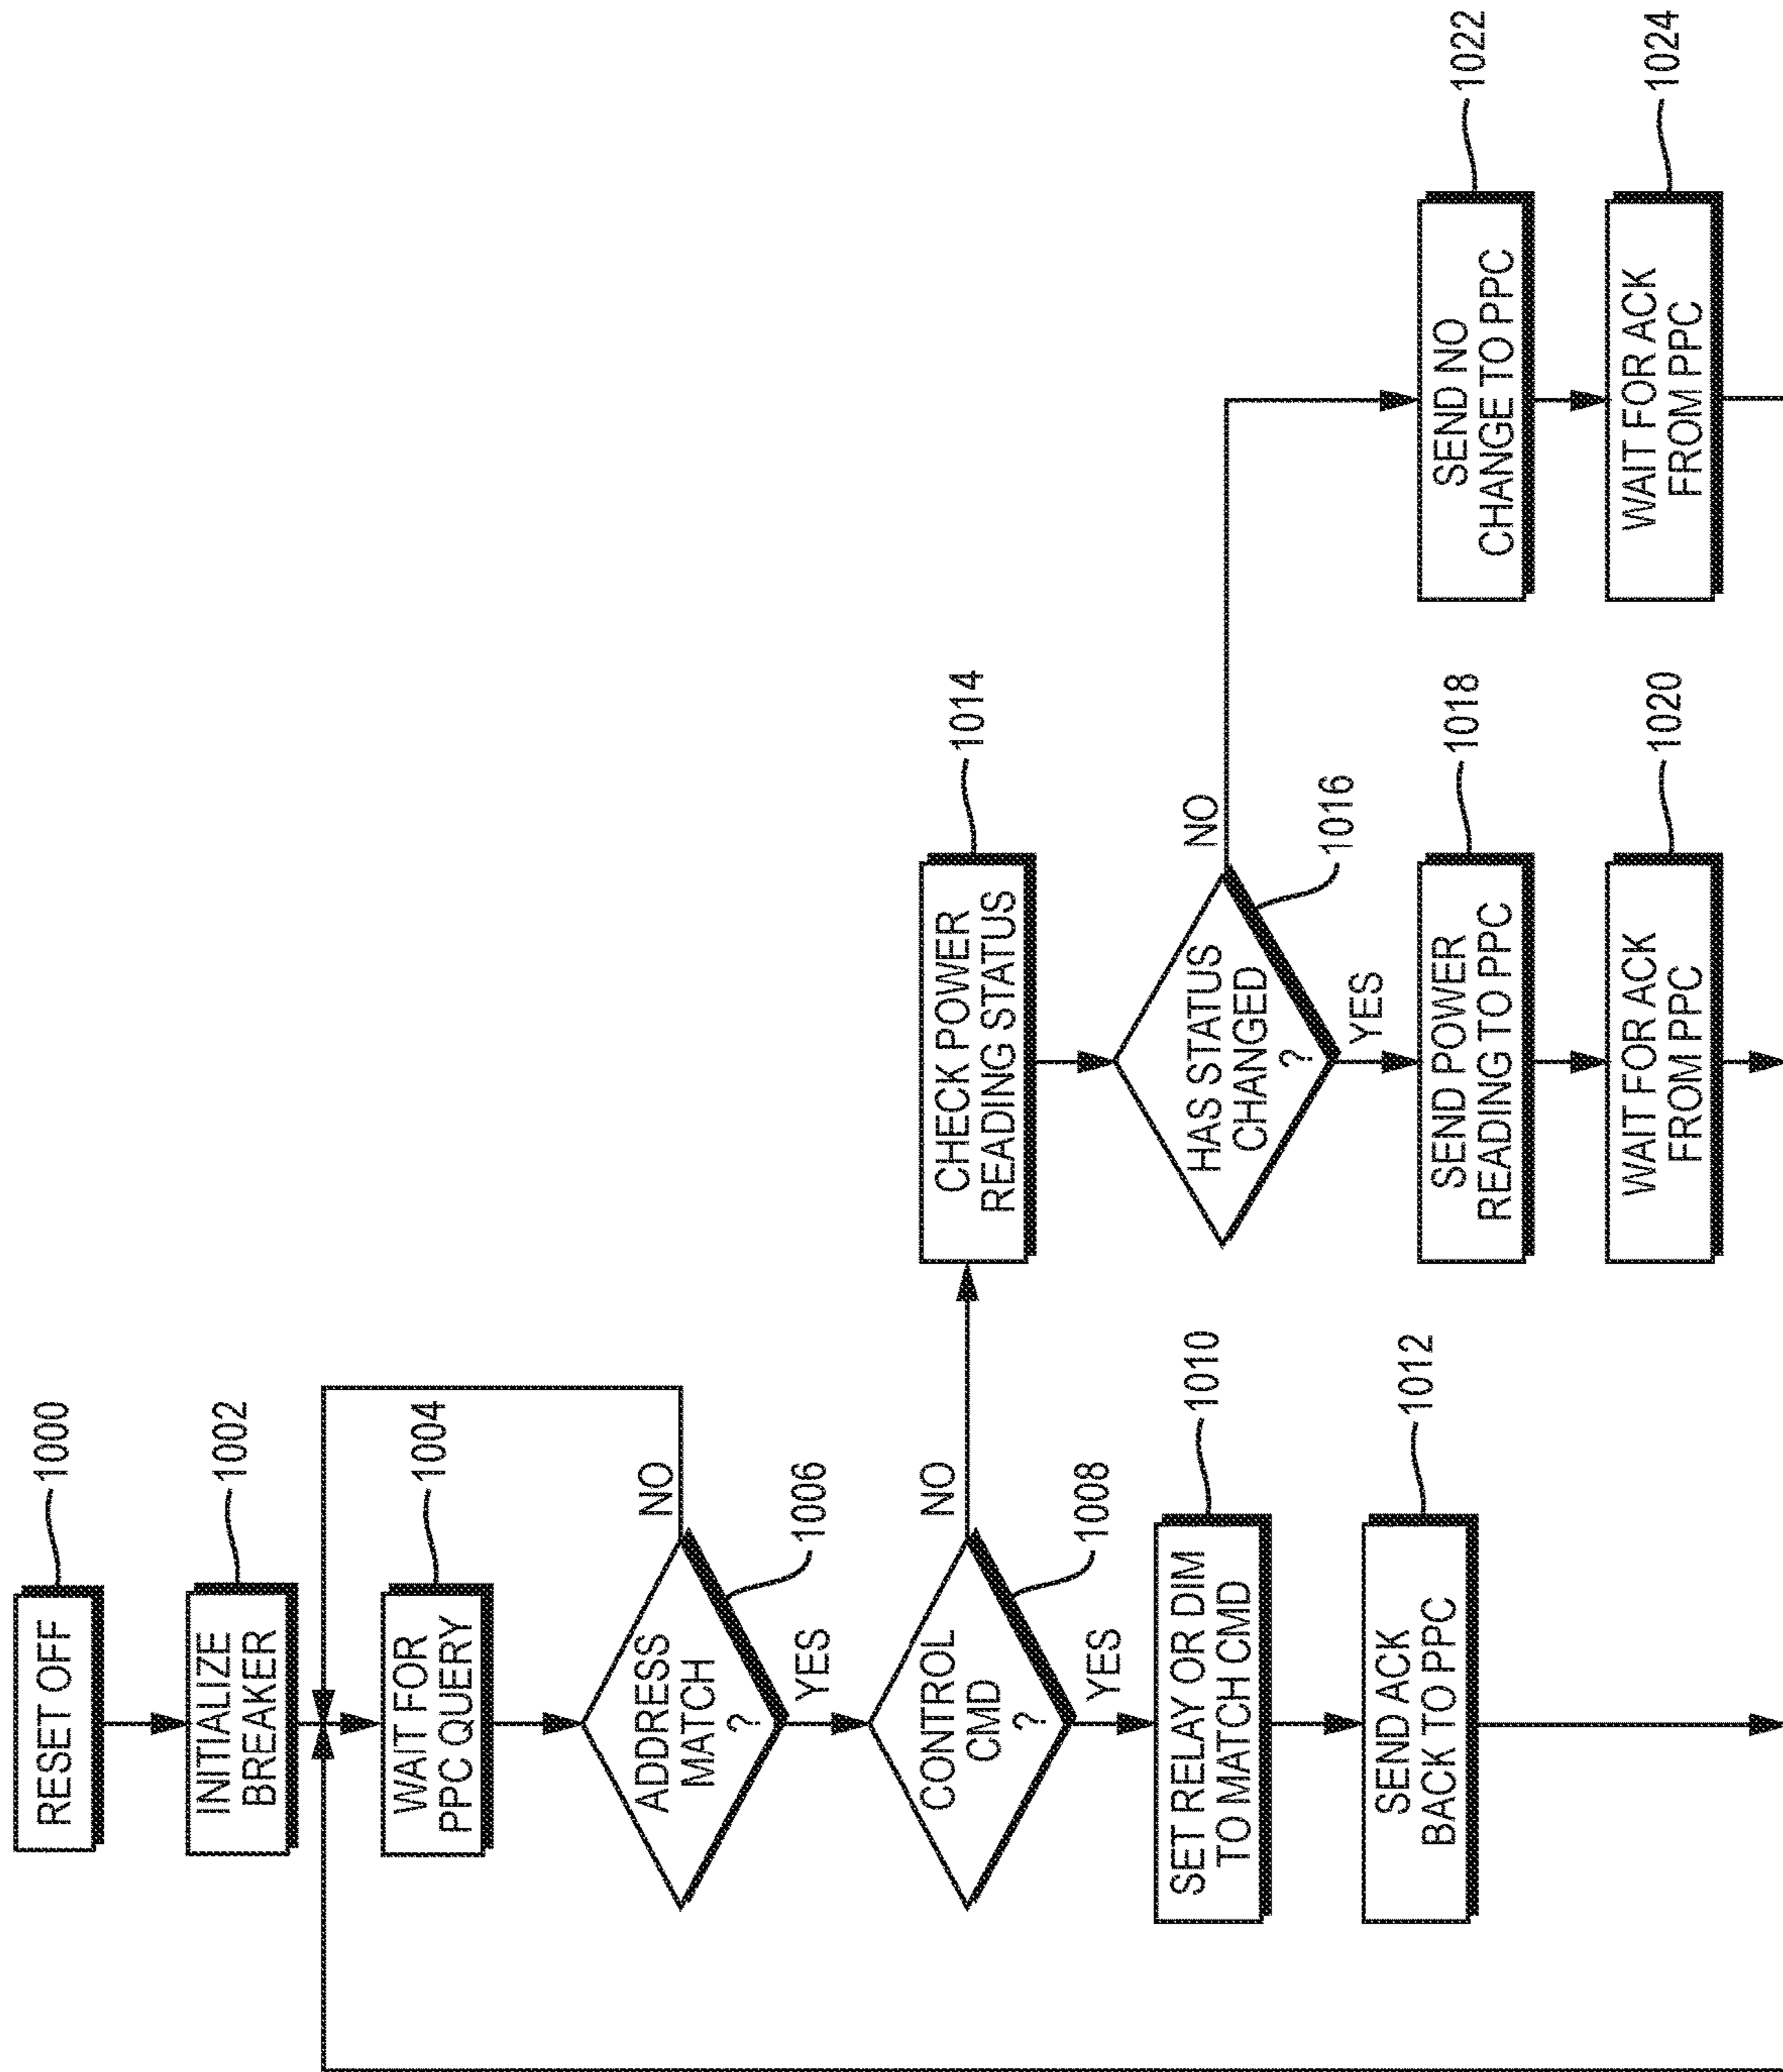 RESET OFF
1000
INITIALIZE
BREAKER
1002
WAIT FOR
PPC QUERY
1004
ADDRESS
MATCH
?
NO
1006
YES
CONTROL
CMD
?
NO
1008
YES
SET RELAY OR DIM
TO MATCH CMD
1010
SEND ACK
BACK TO PPC
1012
CHECK POWER
READING STATUS
1014
HAS STATUS
CHANGED
?
NO
1016
YES
SEND POWER
READING TO PPC
1018
WAIT FOR ACK
FROM PPC
1020
SEND NO
CHANGE TO PPC
1022
WAIT FOR ACK
FROM PPC
1024